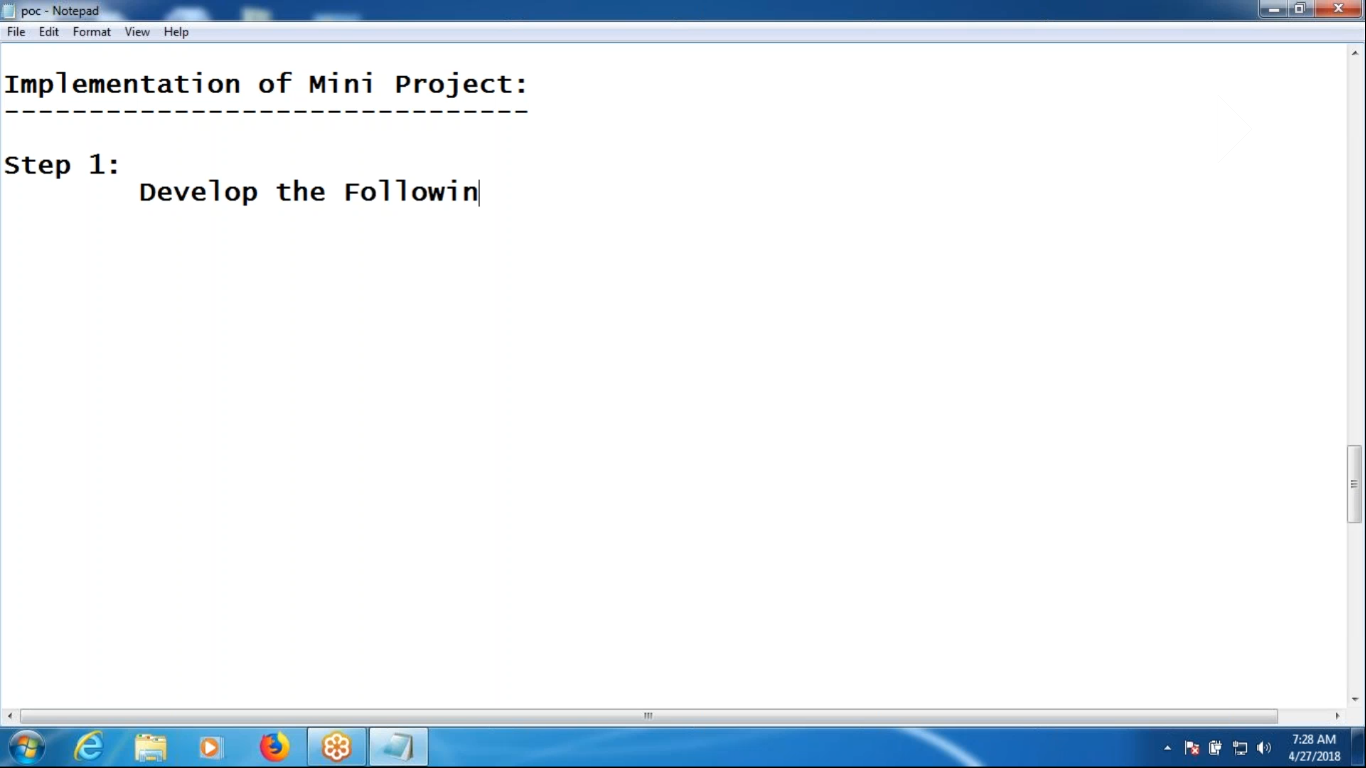 poc - Notepad
File Edit Format View Help
Implementation of Mini Project:
-------------------------------
Step 1:
Develop the Followin
7:28 AM
4/27/2018